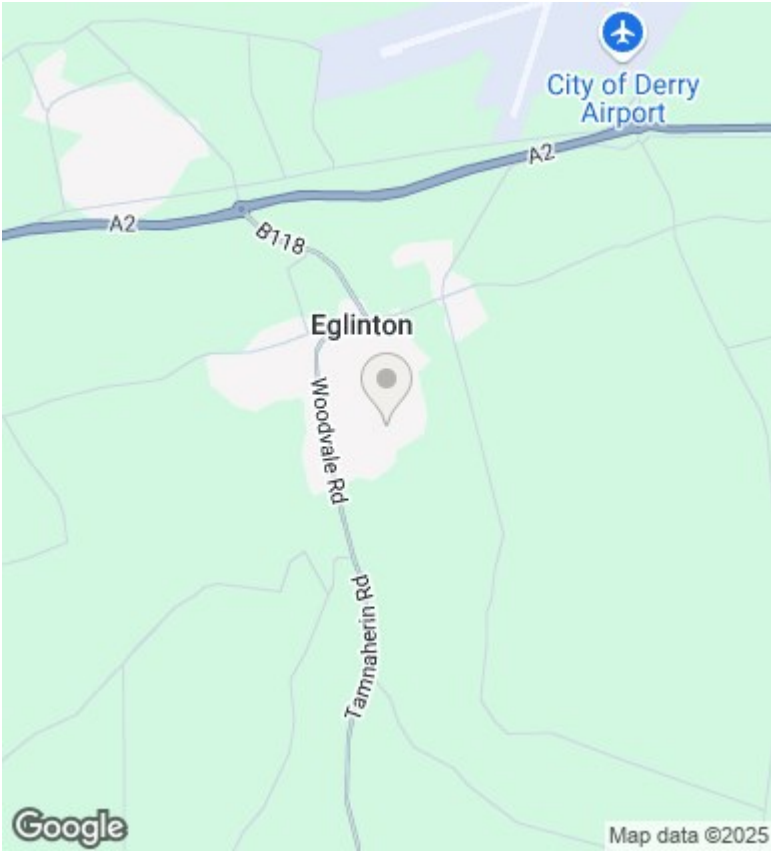 City of Derry
Airport
A2
A2
B118
Eglinton
Woodvale Rd
Tamnaherin Rd
Google
Map data ©2025